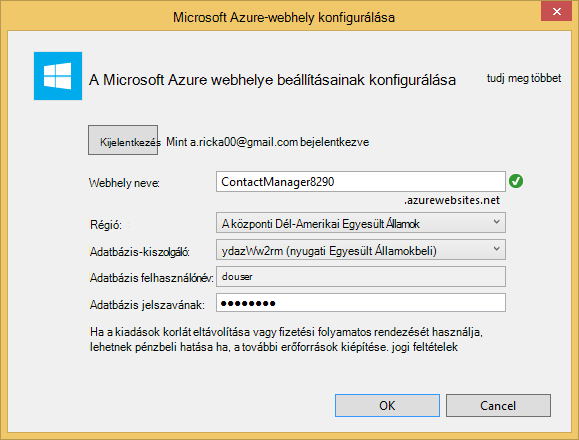 Microsoft Azure-webhely konfigurálása
A Microsoft Azure webhelye beállításainak konfigurálása
tudj meg többet
Kijelentkezés
Mint a.ricka00@gmail.com bejelentkezve
Webhely neve:
ContactManager8290
.azurewebsites.net
Régió:
A központi Dél-Amerikai Egyesült Államok
Adatbázis-kiszolgáló:
ydazWw2rm (nyugati Egyesült Államokbeli)
Adatbázis felhasználónév:
douser
Adatbázis jelszavának:
●●●●●●●●
Ha a kiadások korlát eltávolítása vagy fizetési folyamatos rendezését használja,
lehetnek pénzbeli hatása ha, a további erőforrások kiépítése. jogi feltételek
OK
Cancel